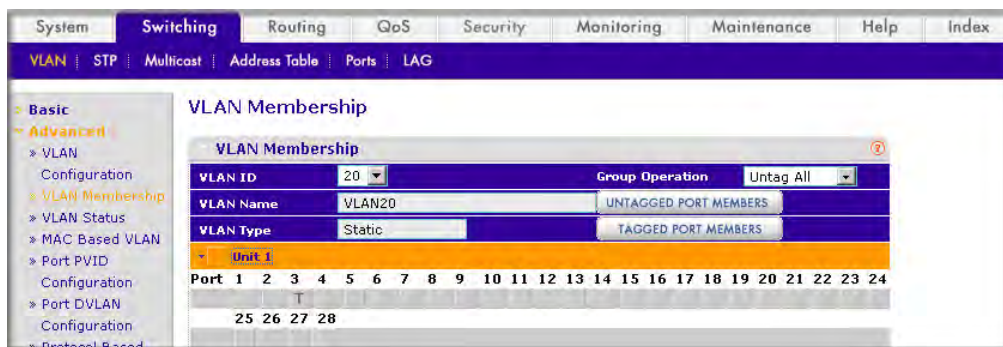 System Switching Routing QoS Security Monitoring Maintenance Help Index
VLAN STP Multicast Address Table Ports LAG
Basic
Advanced
» VLAN
Configuration
» VLAN Membership
» VLAN Status
» MAC Based VLAN
» Port PVID
Configuration
» Port DVLAN
Configuration
» Protocol Based
VLAN Membership
VLAN Membership ?
VLAN ID 20 Group Operation Untag All
VLAN Name VLAN20 UNTAGGED PORT MEMBERS
VLAN Type Static TAGGED PORT MEMBERS
Unit 1
Port 1 2 3 4 5 6 7 8 9 10 11 12 13 14 15 16 17 18 19 20 21 22 23 24
T
25 26 27 28